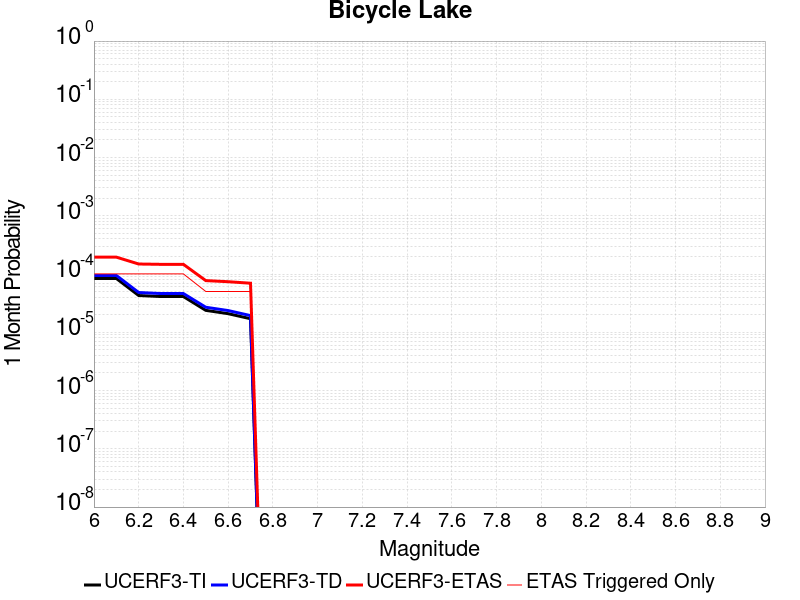 Bicycle Lake
10^0
10^-1
10^-2
10^-3
10^-4
10^-5
10^-6
10^-7
10^-8
1 Month Probability
6 6.2 6.4 6.6 6.8 7 7.2 7.4 7.6 7.8 8 8.2 8.4 8.6 8.8 9
Magnitude
UCERF3-TI UCERF3-TD UCERF3-ETAS ETAS Triggered Only